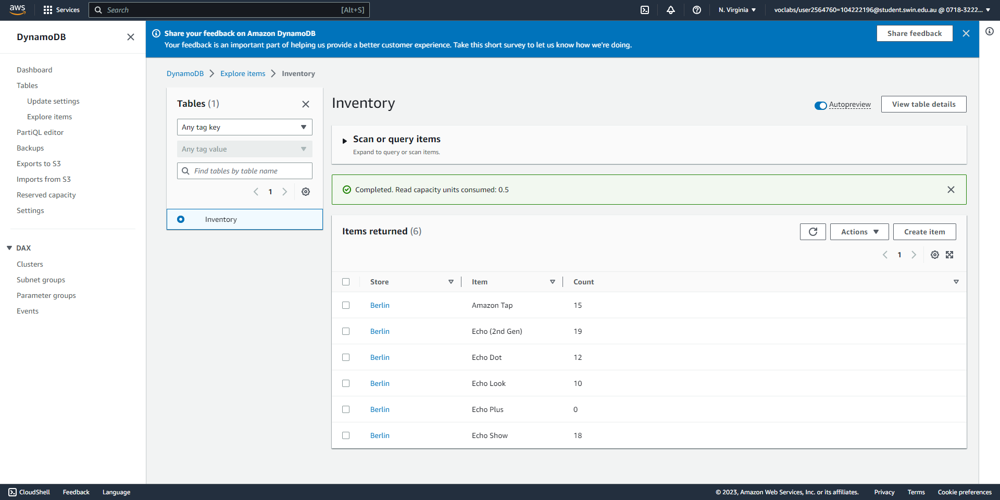 aws
Services
Search
[Alt+S]
N. Virginia
voclabs/user2564760=104222196@student.swin.edu.au @ 0718-3222...
DynamoDB
Dashboard
Tables
Update settings
Explore items
PartiQL editor
Backups
Exports to S3
Imports from S3
Reserved capacity
Settings
DAX
Clusters
Subnet groups
Parameter groups
Events
Share your feedback on Amazon DynamoDB
Your feedback is an important part of helping us provide a better customer experience. Take this short survey to let us know how we're doing.
Share feedback
DynamoDB
Explore items
Inventory
Tables (1)
Any tag key
Any tag value
Find tables by table name
1
Inventory
Inventory
Autopreview
View table details
Scan or query items
Expand to query or scan items.
Completed. Read capacity units consumed: 0.5
Items returned (6)
Actions
Create item
1
Store Item Count
Berlin Amazon Tap 15
Berlin Echo (2nd Gen) 19
Berlin Echo Dot 12
Berlin Echo Look 10
Berlin Echo Plus 0
Berlin Echo Show 18
CloudShell
Feedback
Language
© 2023, Amazon Web Services, Inc. or its affiliates.
Privacy
Terms
Cookie preferences